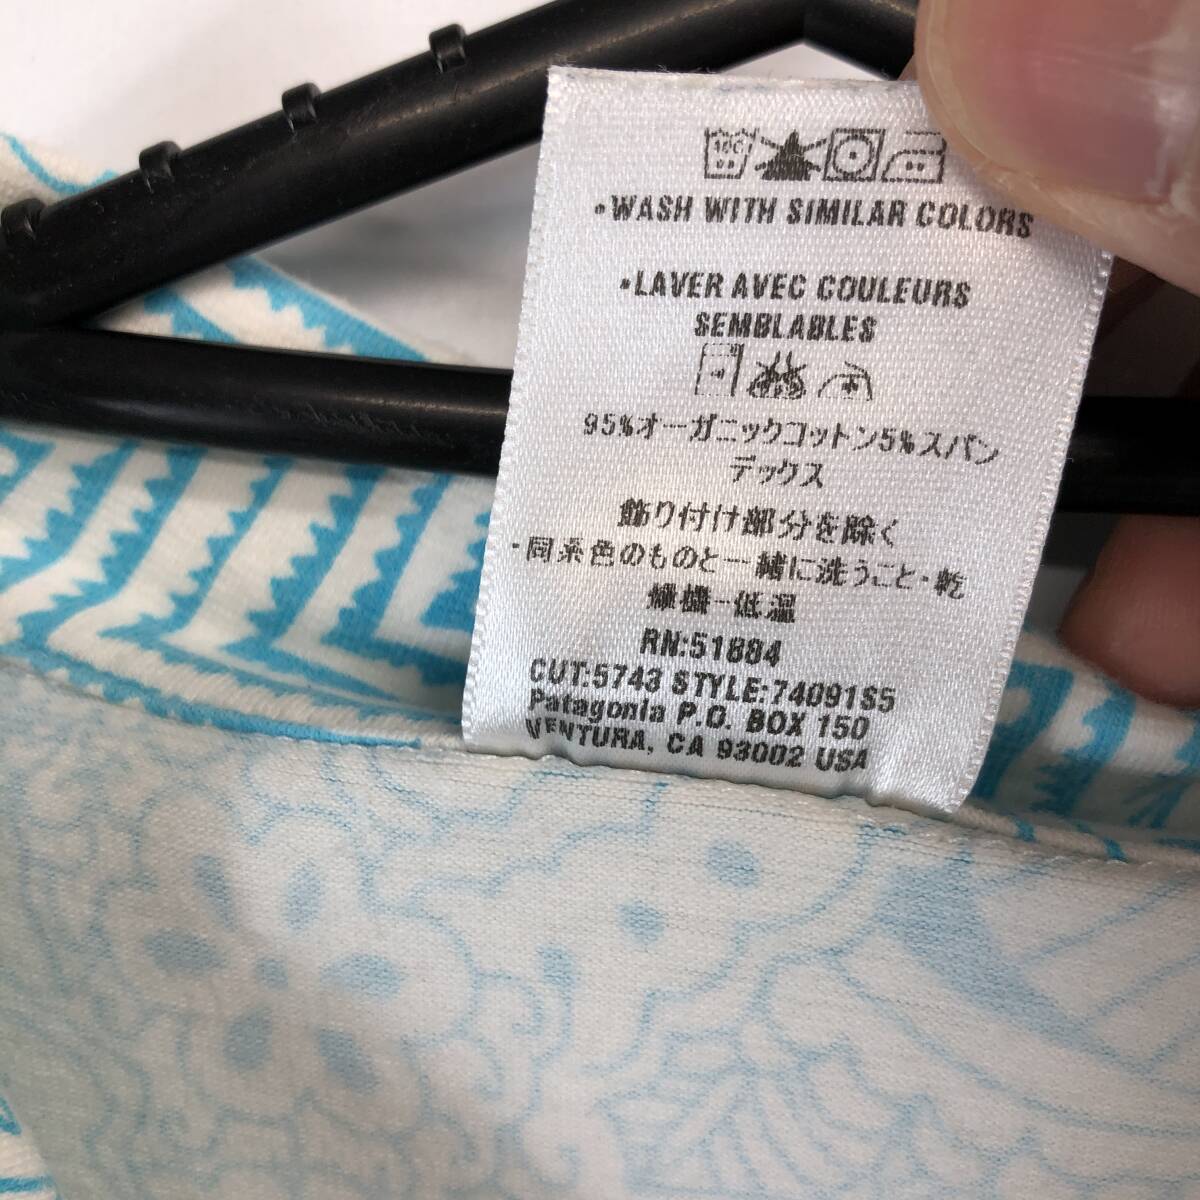 •WASH WITH SIMILAR COLORS
•LAVER AVEC COULEURS
SEMBLABLES
95%オーガニックコットン5%スパン
デックス
飾り付け部分を除く
・同系色のものと一緒に洗うこと・乾
燥機-低温
RN:51884
CUT:5743 STYLE:74091S5
Patagonia P.O. BOX 150
VENTURA, CA 93002 USA